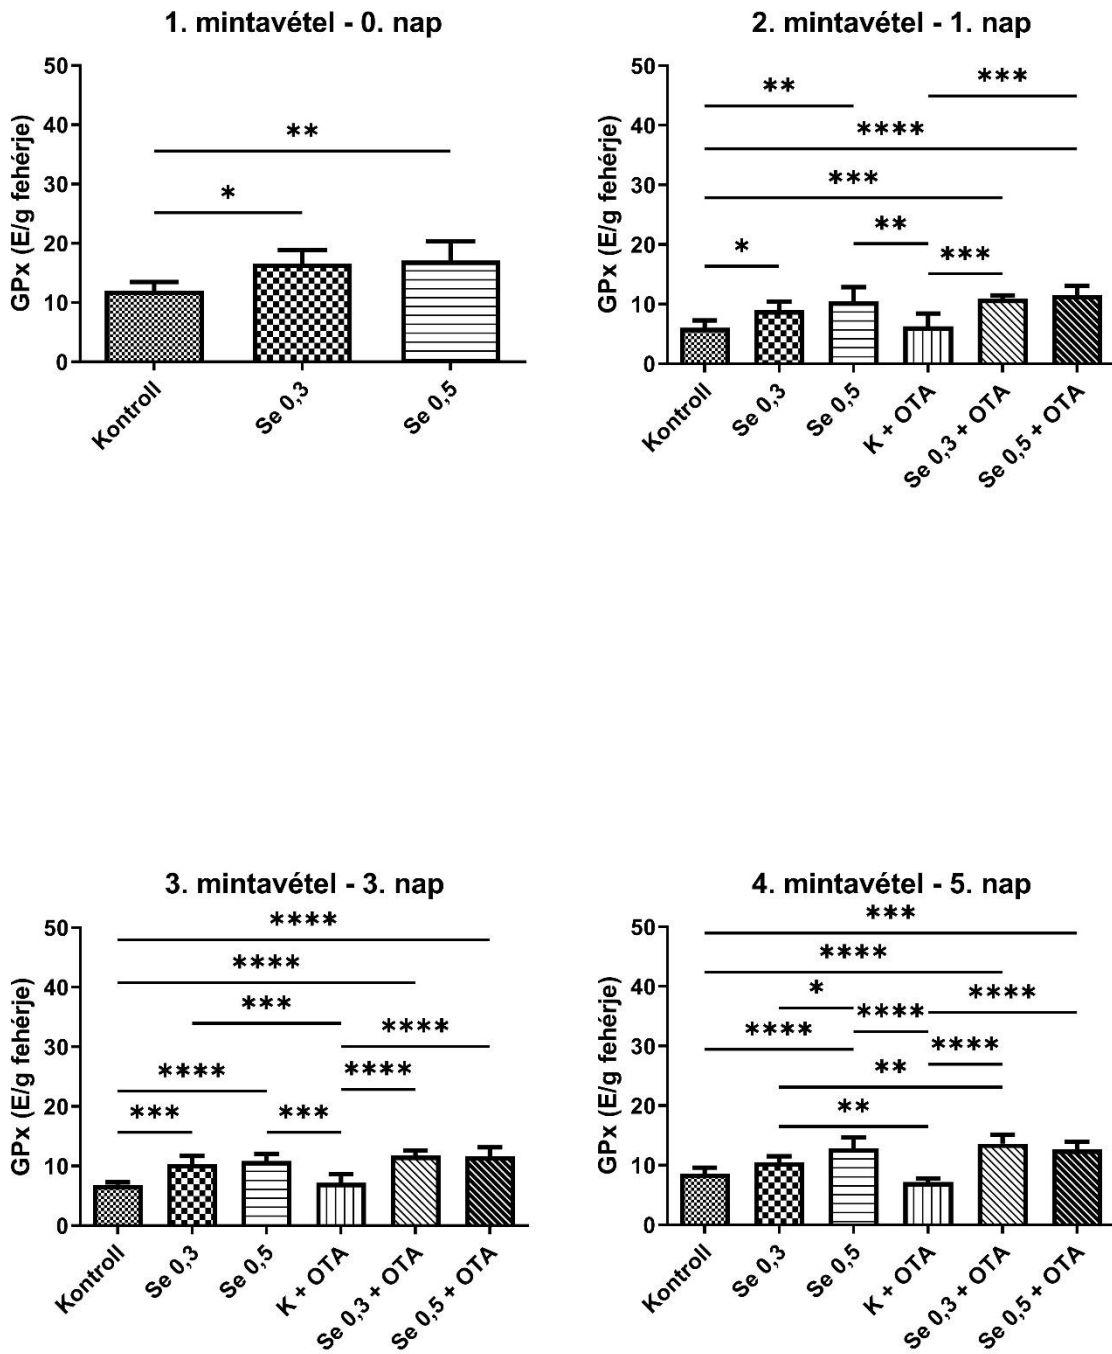 1. mintavétel - 0. nap
GPx (E/g fehérje)
50
40
30
20
10
0
**
*
Kontroll
Se 0,3
Se 0,5
2. mintavétel - 1. nap
GPx (E/g fehérje)
50
40
30
20
10
0
***
**
****
***
**
*
***
Kontroll
Se 0,3
Se 0,5
K + OTA
Se 0,3 + OTA
Se 0,5 + OTA
3. mintavétel - 3. nap
GPx (E/g fehérje)
50
40
30
20
10
0
****
****
***
****
****
****
***
***
Kontroll
Se 0,3
Se 0,5
K + OTA
Se 0,3 + OTA
Se 0,5 + OTA
4. mintavétel - 5. nap
GPx (E/g fehérje)
50
40
30
20
10
0
***
****
*
****
****
****
****
**
**
Kontroll
Se 0,3
Se 0,5
K + OTA
Se 0,3 + OTA
Se 0,5 + OTA